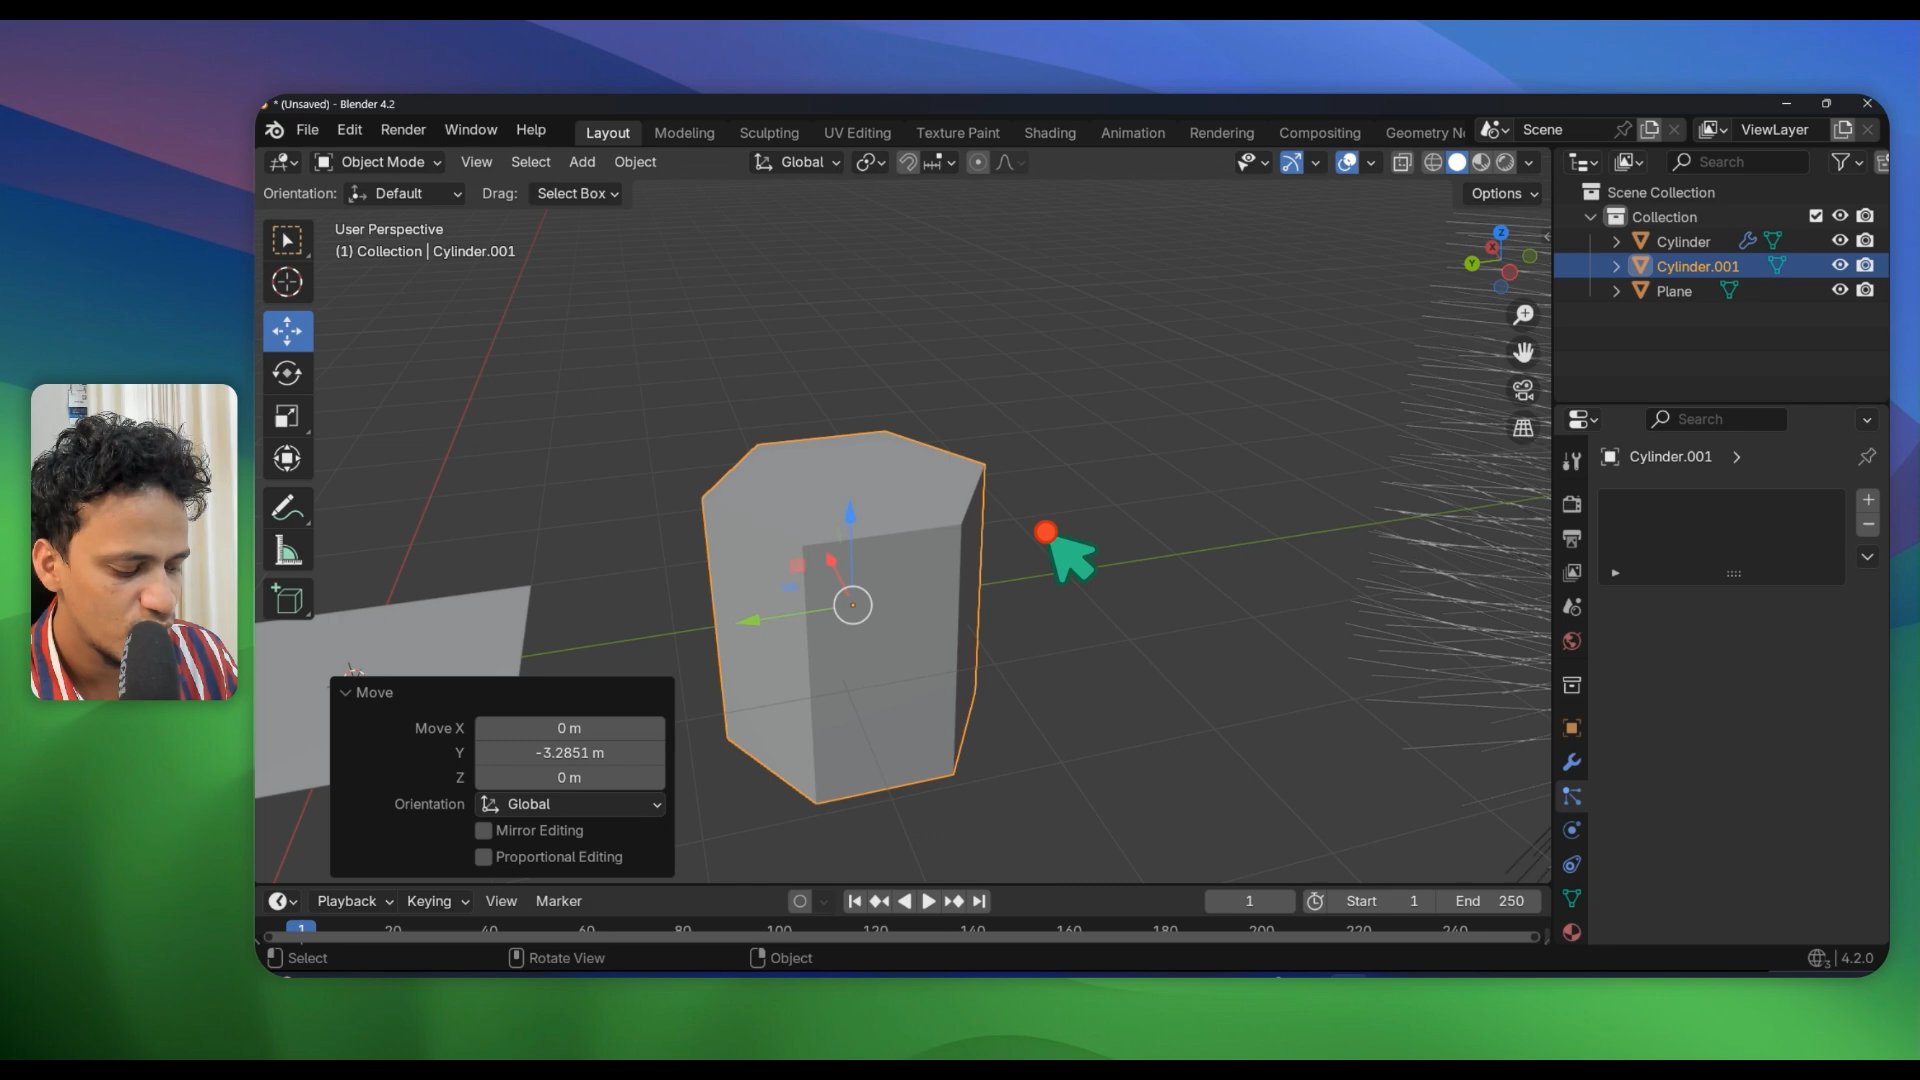 * (Unsaved) - Blender 4.2
File Edit Render Window Help
Layout Modeling Sculpting UV Editing Texture Paint Shading Animation Rendering Compositing Geometry No
Scene ViewLayer
Object Mode View Select Add Object
Global
Search
Orientation: Default Drag: Select Box
Options
User Perspective
(1) Collection | Cylinder.001
Z
X
Y
Scene Collection
Collection
Cylinder
Cylinder.001
Plane
Search
Cylinder.001
Move
Move X 0 m
Y -3.2851 m
Z 0 m
Orientation Global
Mirror Editing
Proportional Editing
Playback Keying View Marker
1 Start 1 End 250
1 20 40 60 80 100 120 140 160 180 200 220 240
Select Rotate View Object
3 | 4.2.0